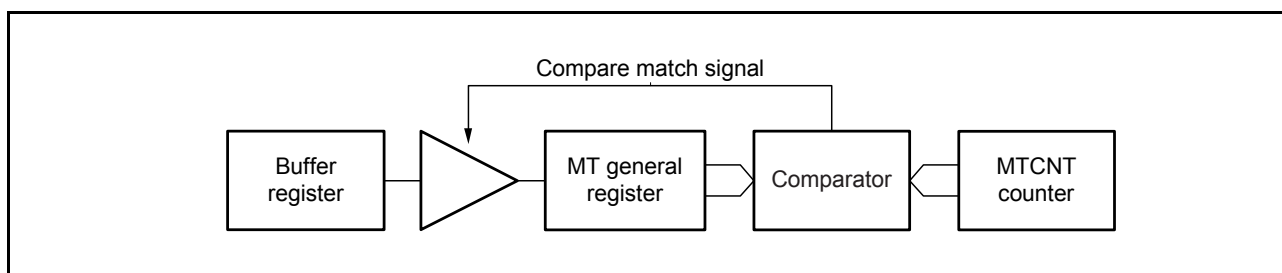 Compare match signal
Buffer
register
MT general
register
Comparator
MTCNT
counter